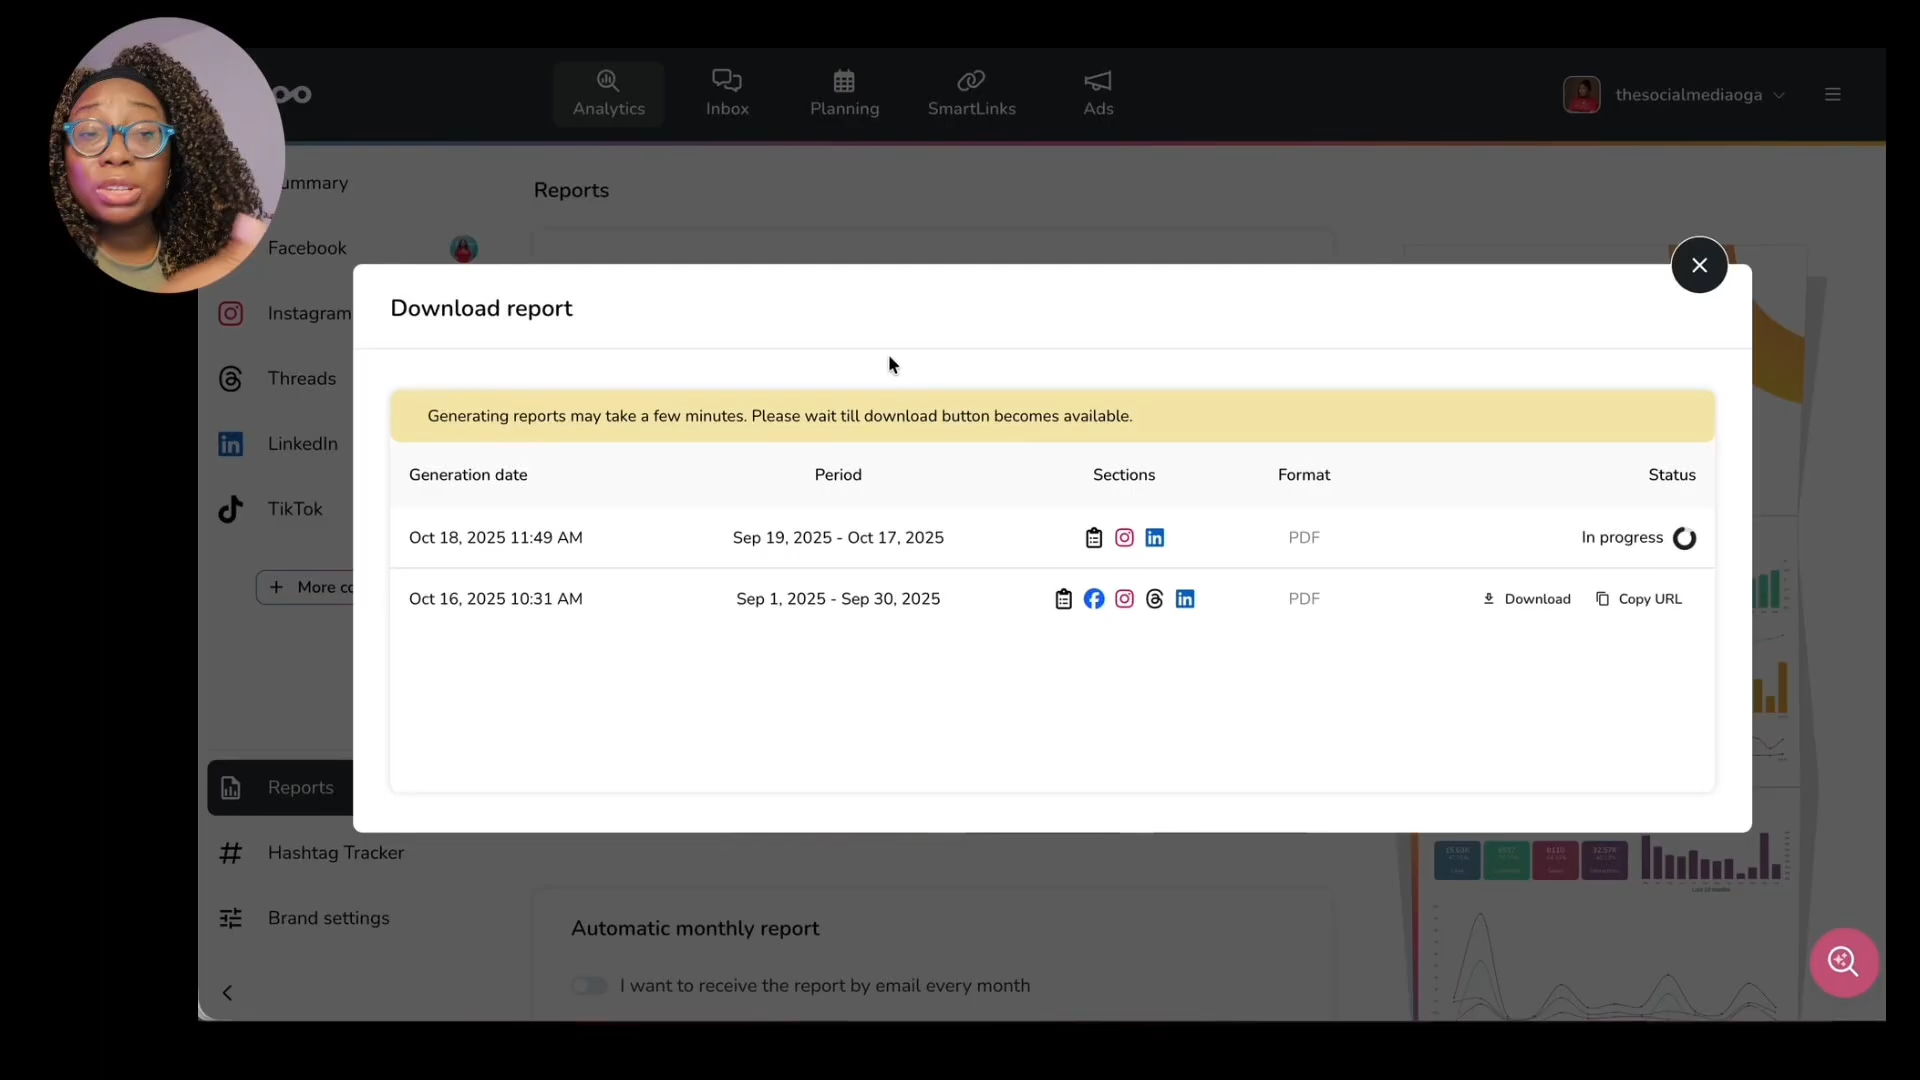 Analytics
Inbox
Planning
SmartLinks
Ads
thesocialmediaoga
Reports
Facebook
Instagram
Threads
LinkedIn
TikTok
Reports
Hashtag Tracker
Brand settings
Download report
Generating reports may take a few minutes. Please wait till download button becomes available.
Generation date Period Sections Format Status
Oct 18, 2025 11:49 AM Sep 19, 2025 - Oct 17, 2025 PDF In progress
Oct 16, 2025 10:31 AM Sep 1, 2025 - Sep 30, 2025 PDF Download Copy URL
+ More
Automatic monthly report
I want to receive the report by email every month